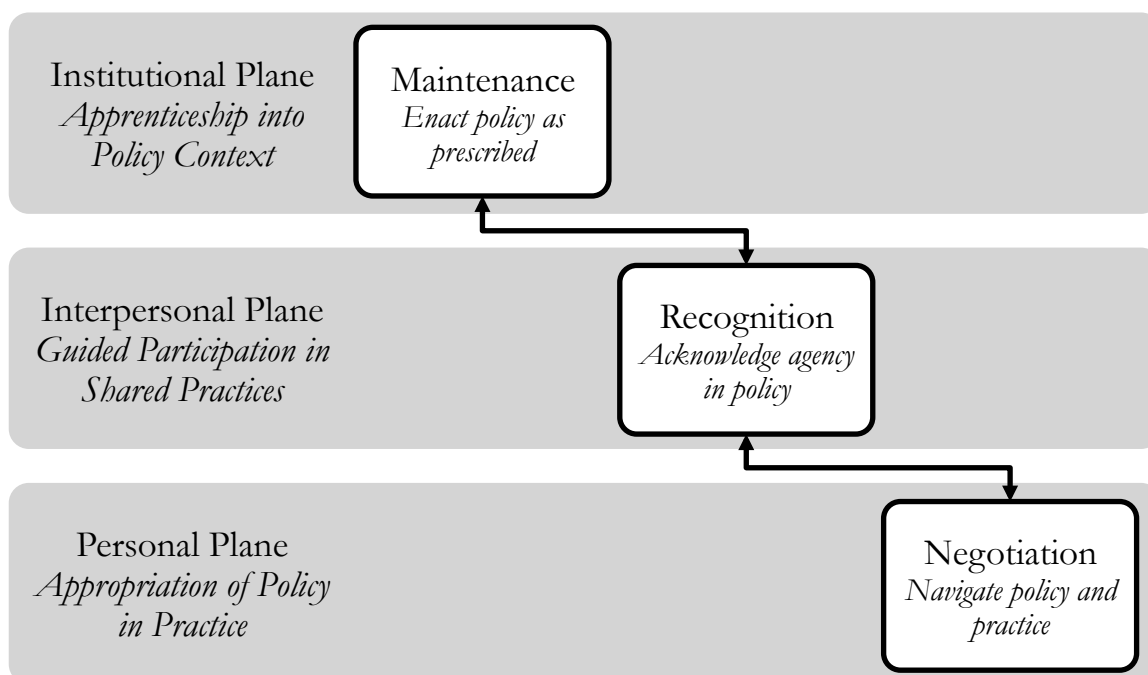 Institutional Plane
Apprenticeship into
Policy Context
Maintenance
Enact policy as
prescribed
Interpersonal Plane
Guided Participation in
Shared Practices
Recognition
Acknowledge agency
in policy
Personal Plane
Appropriation of Policy
in Practice
Negotiation
Navigate policy and
practice